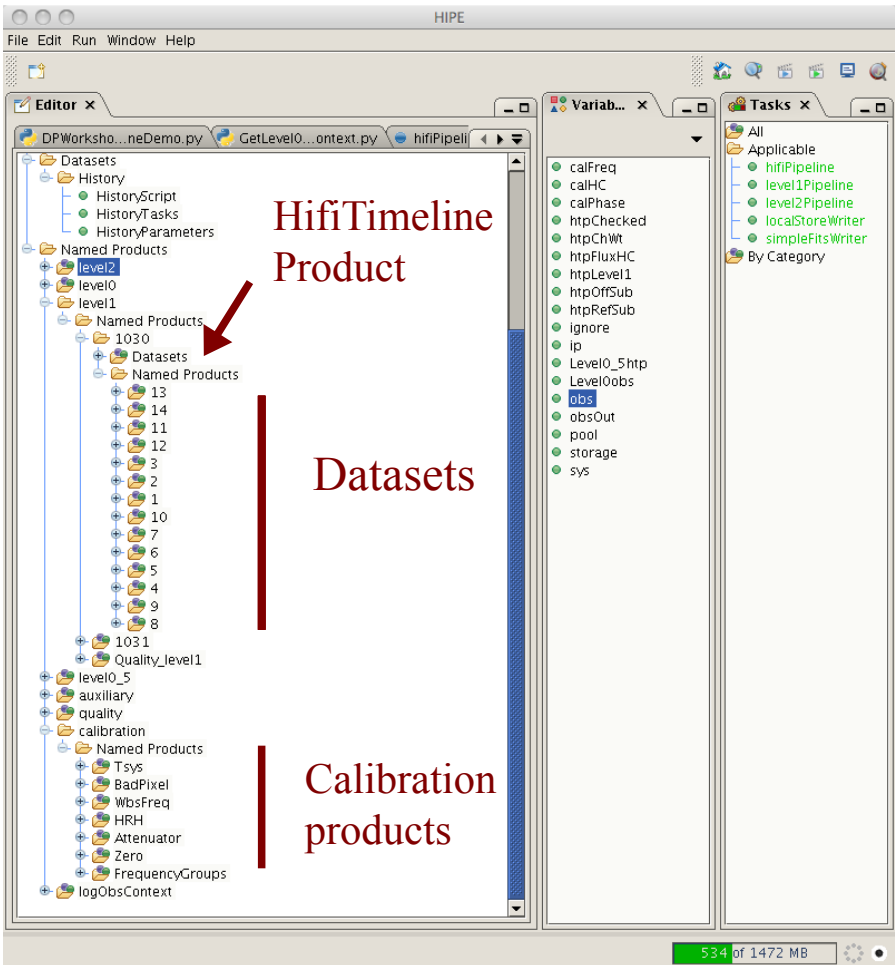 HIPE
File Edit Run Window Help
Editor
DPWorksho...neDemo.py
GetLevel0...ontext.py
hifiPipeli
Datasets
History
HistoryScript
HistoryTasks
HistoryParameters
Named Products
level2
level0
level1
Named Products
1030
Datasets
Named Products
13
14
11
12
3
2
1
10
7
6
5
4
9
8
1031
Quality_level1
level0_5
auxiliary
quality
calibration
Named Products
Tsys
BadPixel
WbsFreq
HRH
Attenuator
Zero
FrequencyGroups
logObsContext
HifiTimeline
Product
Datasets
Calibration
products
Variab...
calFreq
calHC
calPhase
htpChecked
htpChWt
htpFluxHC
htpLevel1
htpOffSub
htpRefSub
ignore
ip
Level0_5htp
Level0obs
obs
obsOut
pool
storage
sys
Tasks
All
Applicable
hifiPipeline
level1Pipeline
level2Pipeline
localStoreWriter
simpleFitsWriter
By Category
534 of 1472 MB